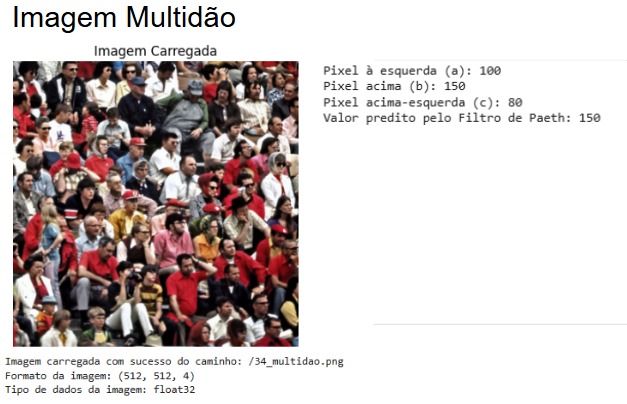 Imagem Multidão
Imagem Carregada
Pixel à esquerda (a): 100
Pixel acima (b): 150
Pixel acima-esquerda (c): 80
Valor predito pelo Filtro de Paeth: 150
Imagem carregada com sucesso do caminho: /34_multidao.png
Formato da imagem: (512, 512, 4)
Tipo de dados da imagem: float32